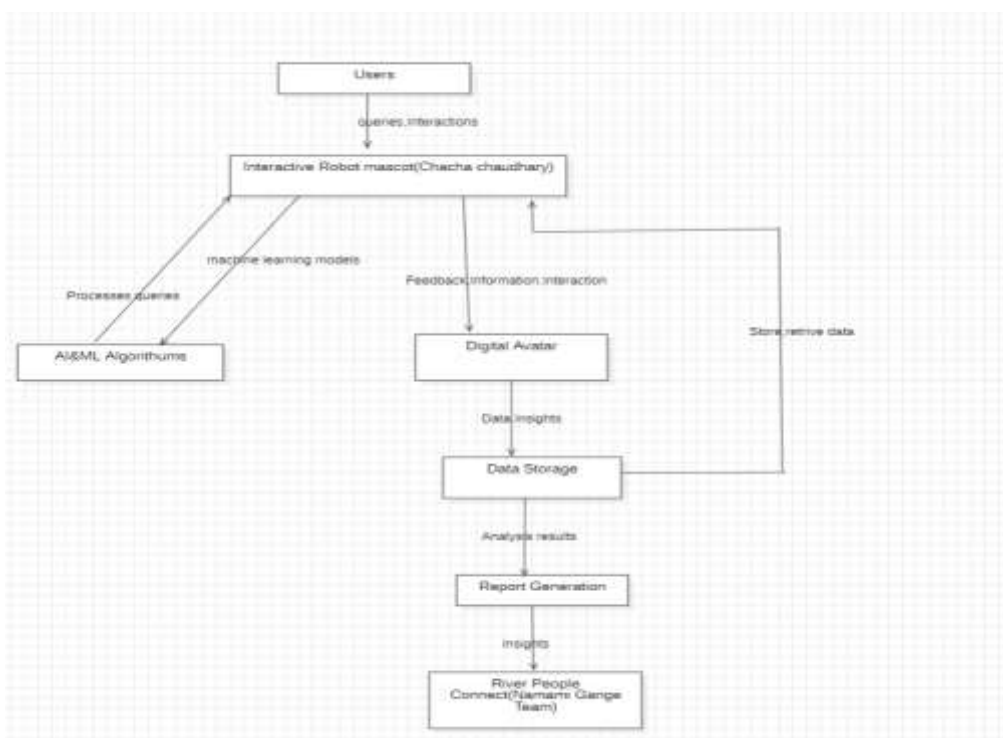 Users
queries,Interactions
Interactive Robot mascot(Chacha chaudhary)
machine learning models
Feedback,Information,Interaction
Processes queries
Store,retrive data
AI&ML Algorithums
Digital Avatar
Data,Insights
Data Storage
Analysis results
Report Generation
insights
River People
Connect(Namami Gange
Team)